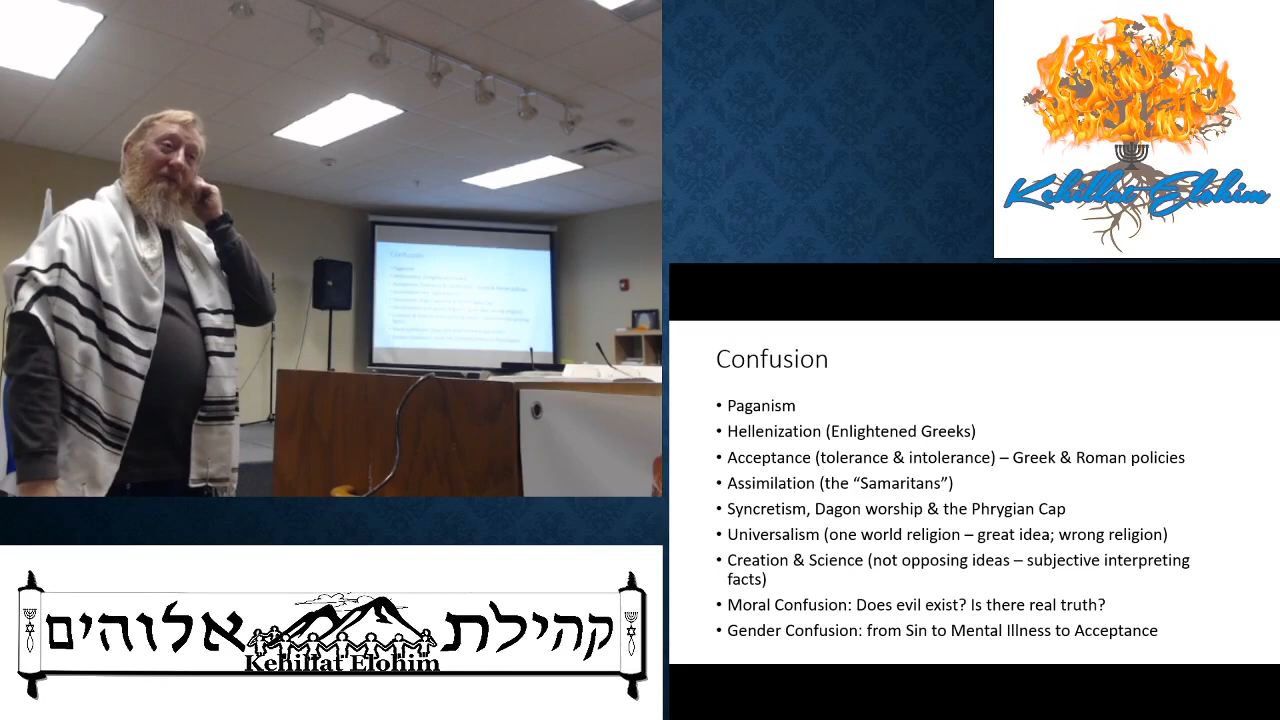 Kehillat Elohim
Confusion
• Paganism
• Hellenization (Enlightened Greeks)
• Acceptance (tolerance & intolerance) – Greek & Roman policies
• Assimilation (the “Samaritans”)
• Syncretism, Dagon worship & the Phrygian Cap
• Universalism (one world religion – great idea; wrong religion)
• Creation & Science (not opposing ideas – subjective interpreting
facts)
• Moral Confusion: Does evil exist? Is there real truth?
• Gender Confusion: from Sin to Mental Illness to Acceptance
קהילת אלוהים
Kehillat Elohim